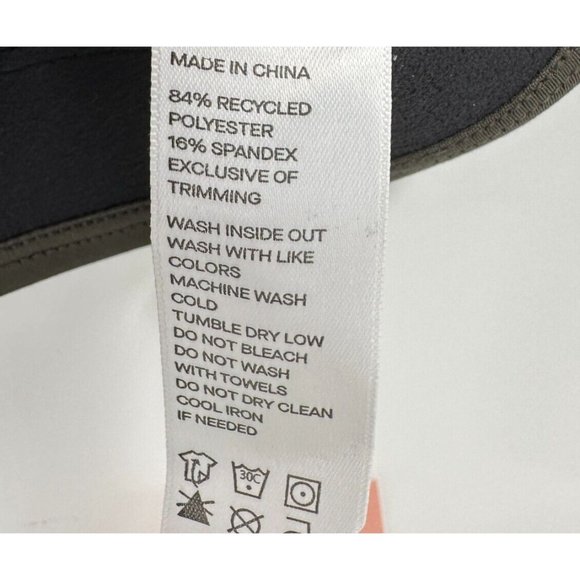 MADE IN CHINA
84% RECYCLED
POLYESTER
16% SPANDEX
EXCLUSIVE OF
TRIMMING
WASH INSIDE OUT
WASH WITH LIKE
COLORS
MACHINE WASH
COLD
TUMBLE DRY LOW
DO NOT BLEACH
DO NOT WASH
WITH TOWELS
DO NOT DRY CLEAN
COOL IRON
IF NEEDED
30C